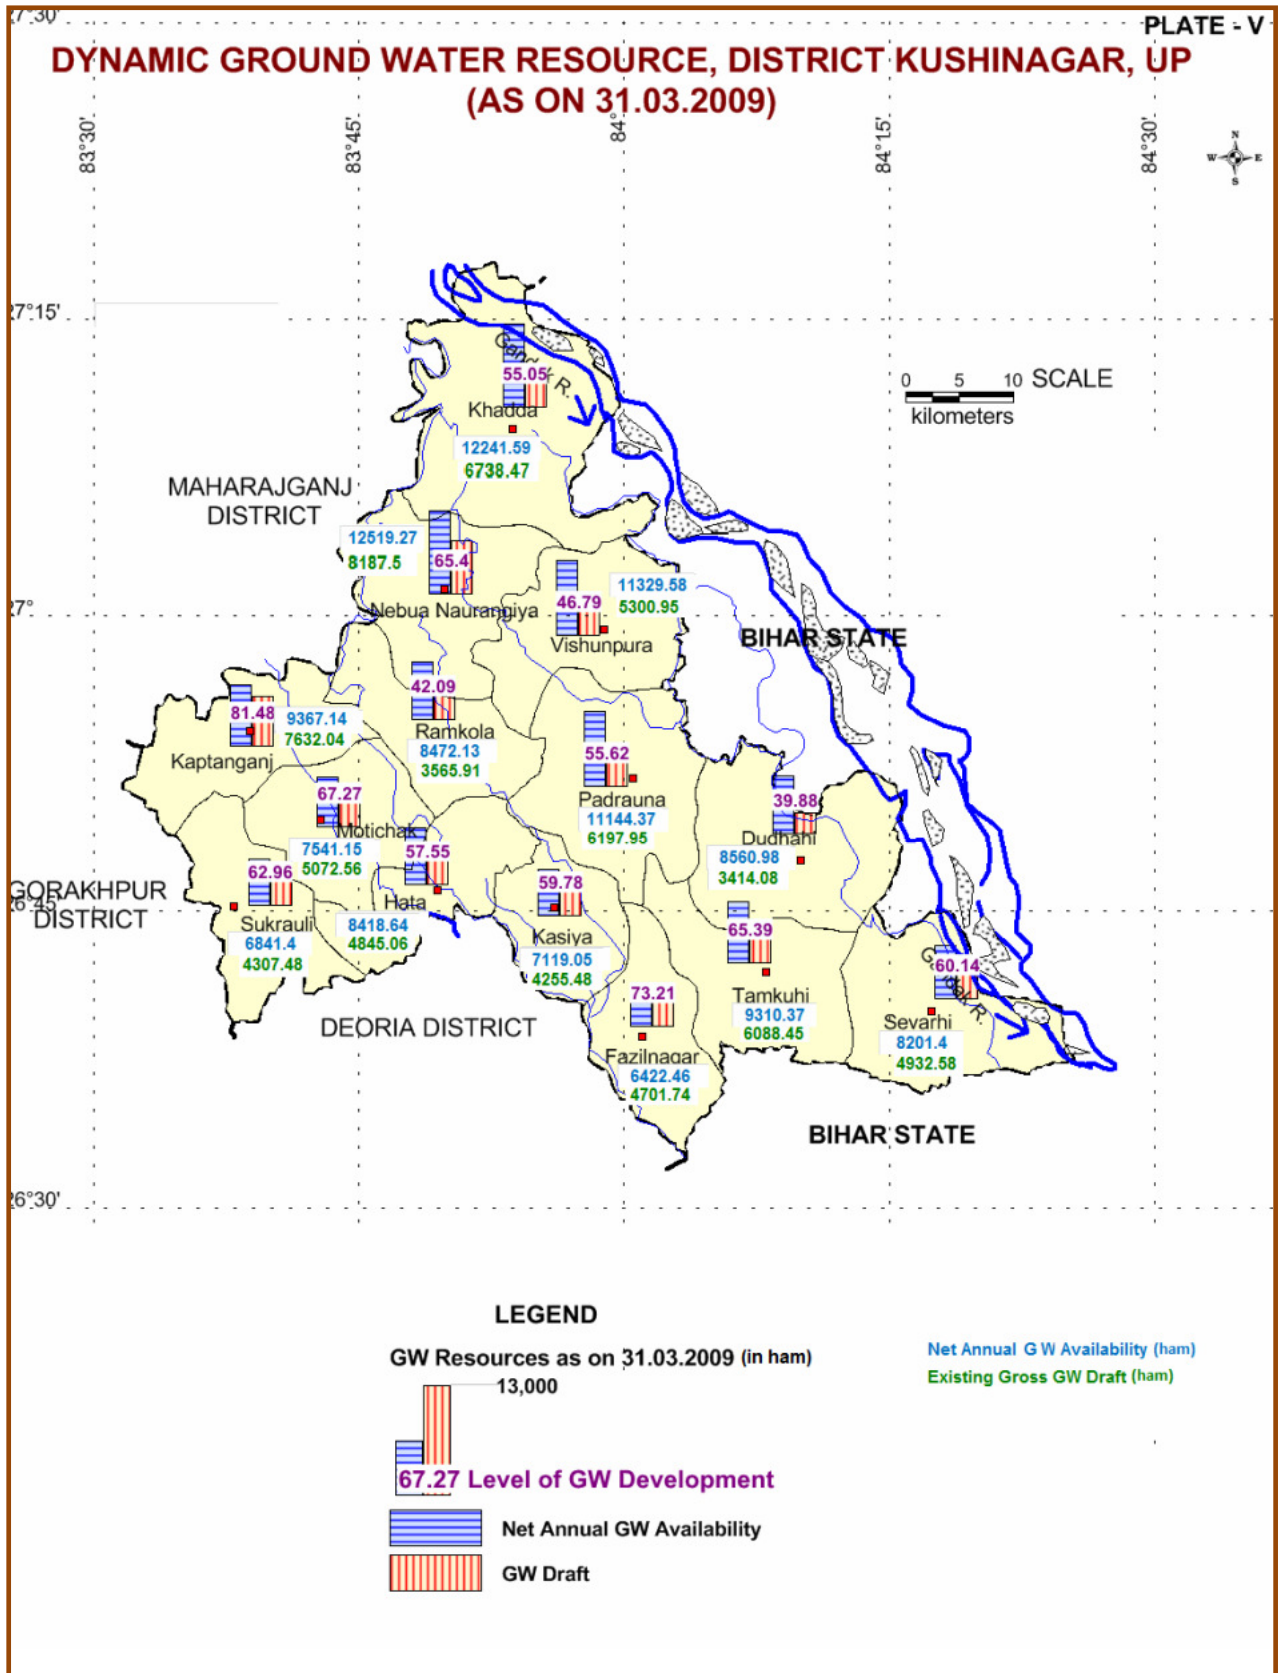 PLATE - V
DYNAMIC GROUND WATER RESOURCE, DISTRICT KUSHINAGAR, UP
(AS ON 31.03.2009)
27°30'
83°30'
83°45'
84°
84°15'
84°30'
N
W E
S
27°15'
0 5 10 SCALE
kilometers
R.
55.05
Khadda
12241.59
6738.47
MAHARAJGANJ
DISTRICT
12519.27
8187.5
65.4
Nebua Naurangiya
11329.58
5300.95
46.79
Vishunpura
27°
BIHAR STATE
42.09
Ramkola
8472.13
3565.91
81.48
9367.14
7632.04
Kaptanganj
55.62
Padrauna
11144.37
6197.95
67.27
Motichak
7541.15
5072.56
39.88
Dudhahi
8560.98
3414.08
57.55
Hata
8418.64
4845.06
62.96
Sukrauli
6841.4
4307.48
GORAKHPUR
DISTRICT
26°45'
59.78
Kasiya
7119.05
4255.48
65.39
Tamkuhi
9310.37
6088.45
60.14
R.
Sevarhi
8201.4
4932.58
73.21
Fazilnagar
6422.46
4701.74
DEORIA DISTRICT
BIHAR STATE
26°30'
LEGEND
GW Resources as on 31.03.2009 (in ham)
13,000
67.27 Level of GW Development
Net Annual GW Availability
GW Draft
Net Annual G W Availability (ham)
Existing Gross GW Draft (ham)